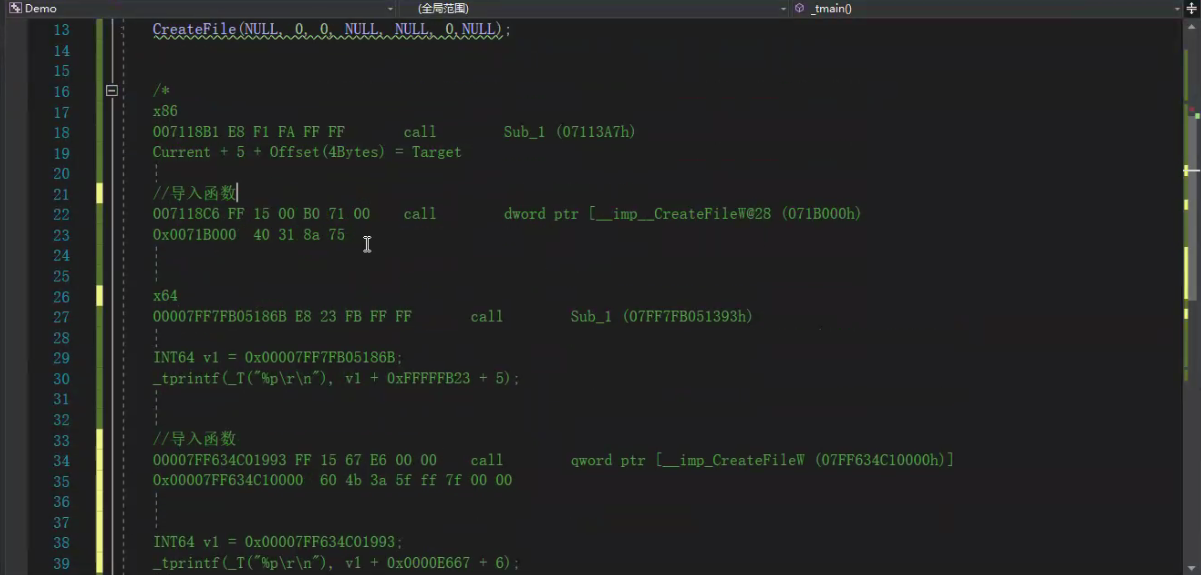 Demo (全局范围) _tmain()
13 CreateFile(NULL, 0, 0, NULL, NULL, 0,NULL);
14
15
16 /*
17 x86
18 007118B1 E8 F1 FA FF FF call Sub_1 (07113A7h)
19 Current + 5 + Offset(4Bytes) = Target
20
21 //导入函数
22 007118C6 FF 15 00 B0 71 00 call dword ptr [__imp__CreateFileW@28 (071B000h)
23 0x0071B000 40 31 8a 75
24
25
26 x64
27 00007FF7FB05186B E8 23 FB FF FF call Sub_1 (07FF7FB051393h)
28
29 INT64 v1 = 0x00007FF7FB05186B;
30 _tprintf(_T("%p\r\n"), v1 + 0xFFFFFB23 + 5);
31
32
33 //导入函数
34 00007FF634C01993 FF 15 67 E6 00 00 call qword ptr [__imp_CreateFileW (07FF634C10000h)]
35 0x00007FF634C10000 60 4b 3a 5f ff 7f 00 00
36
37
38 INT64 v1 = 0x00007FF634C01993;
39 _tprintf(_T("%p\r\n"), v1 + 0x0000E667 + 6);